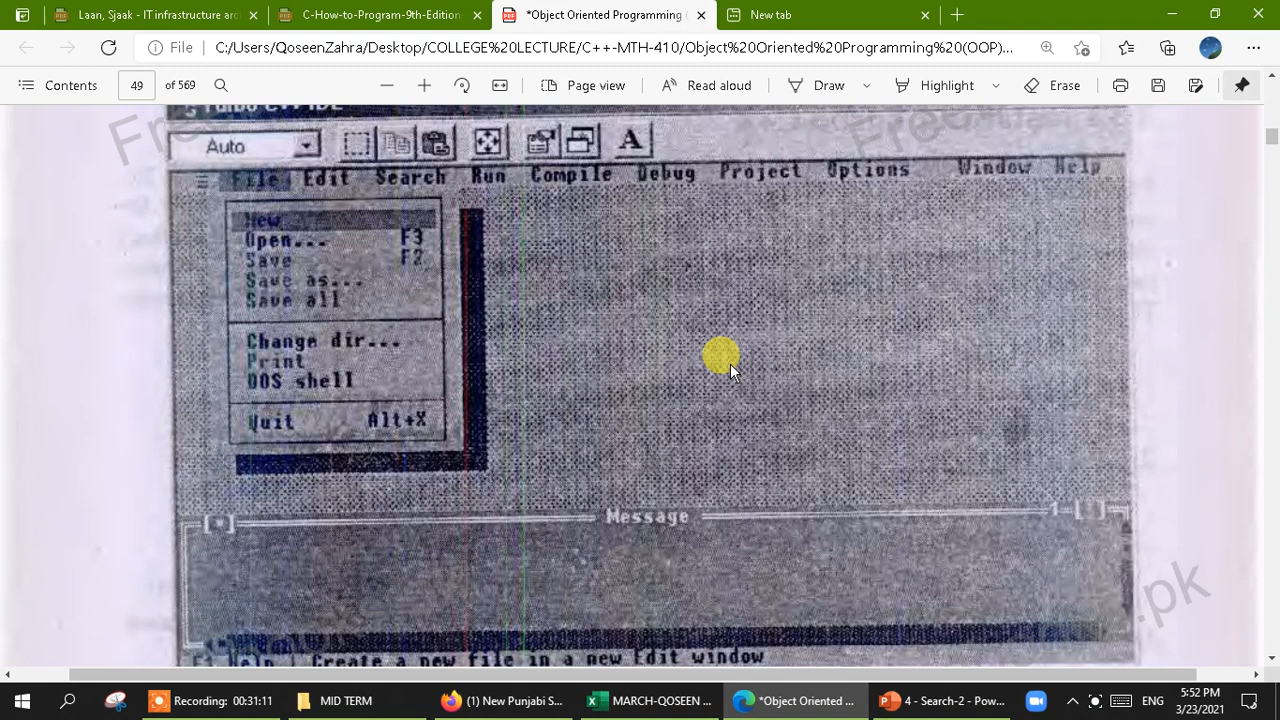 Laan, Sjaak - IT infrastructure arc
C-How-to-Program-9th-Edition-
*Object Oriented Programming (
New tab
File
C:/Users/QoseenZahra/Desktop/COLLEGE%20LECTURE/C++-MTH-410/Object%20Oriented%20Programming%20(OOP)...
Contents
49 of 569
Page view
Read aloud
Draw
Highlight
Erase
Auto
A
File Edit Search Run Compile Debug Project Options Window Help
New
Open... F3
Save F2
Save as...
Save all
Change dir...
Print
DOS shell
Quit Alt+X
Message
F1 Help Create a new file in a new Edit window
.pk
Recording: 00:31:11
MID TERM
(1) New Punjabi S...
MARCH-QOSEEN ...
*Object Oriented ...
4 - Search-2 - Pow...
ENG
5:52 PM
3/23/2021